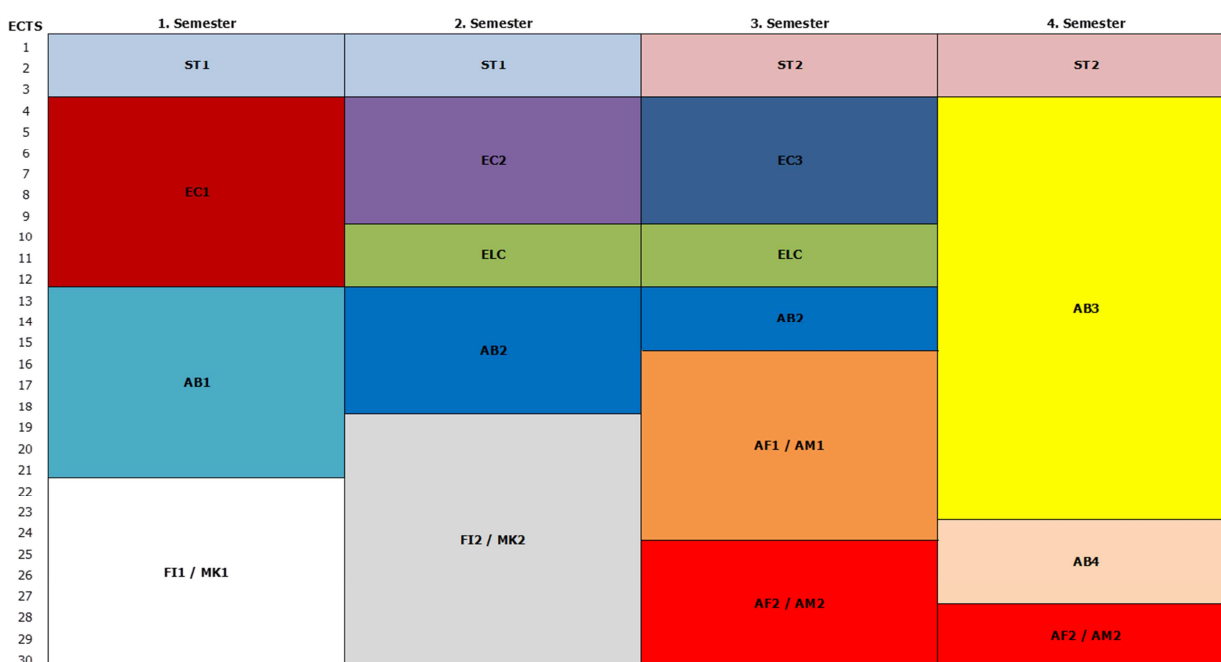 ECTS 1. Semester 2. Semester 3. Semester 4. Semester
1
2 ST1 ST1 ST2 ST2
3
4
5
6 EC2 EC3
7
8 EC1
9
10
11 ELC ELC
12
13 AB3
14 AB2
15 AB2
16
17 AB1
18
19
20 AF1 / AM1
21
22
23
24 FI2 / MK2
25 AB4
26 FI1 / MK1
27 AF2 / AM2
28
29 AF2 / AM2
30